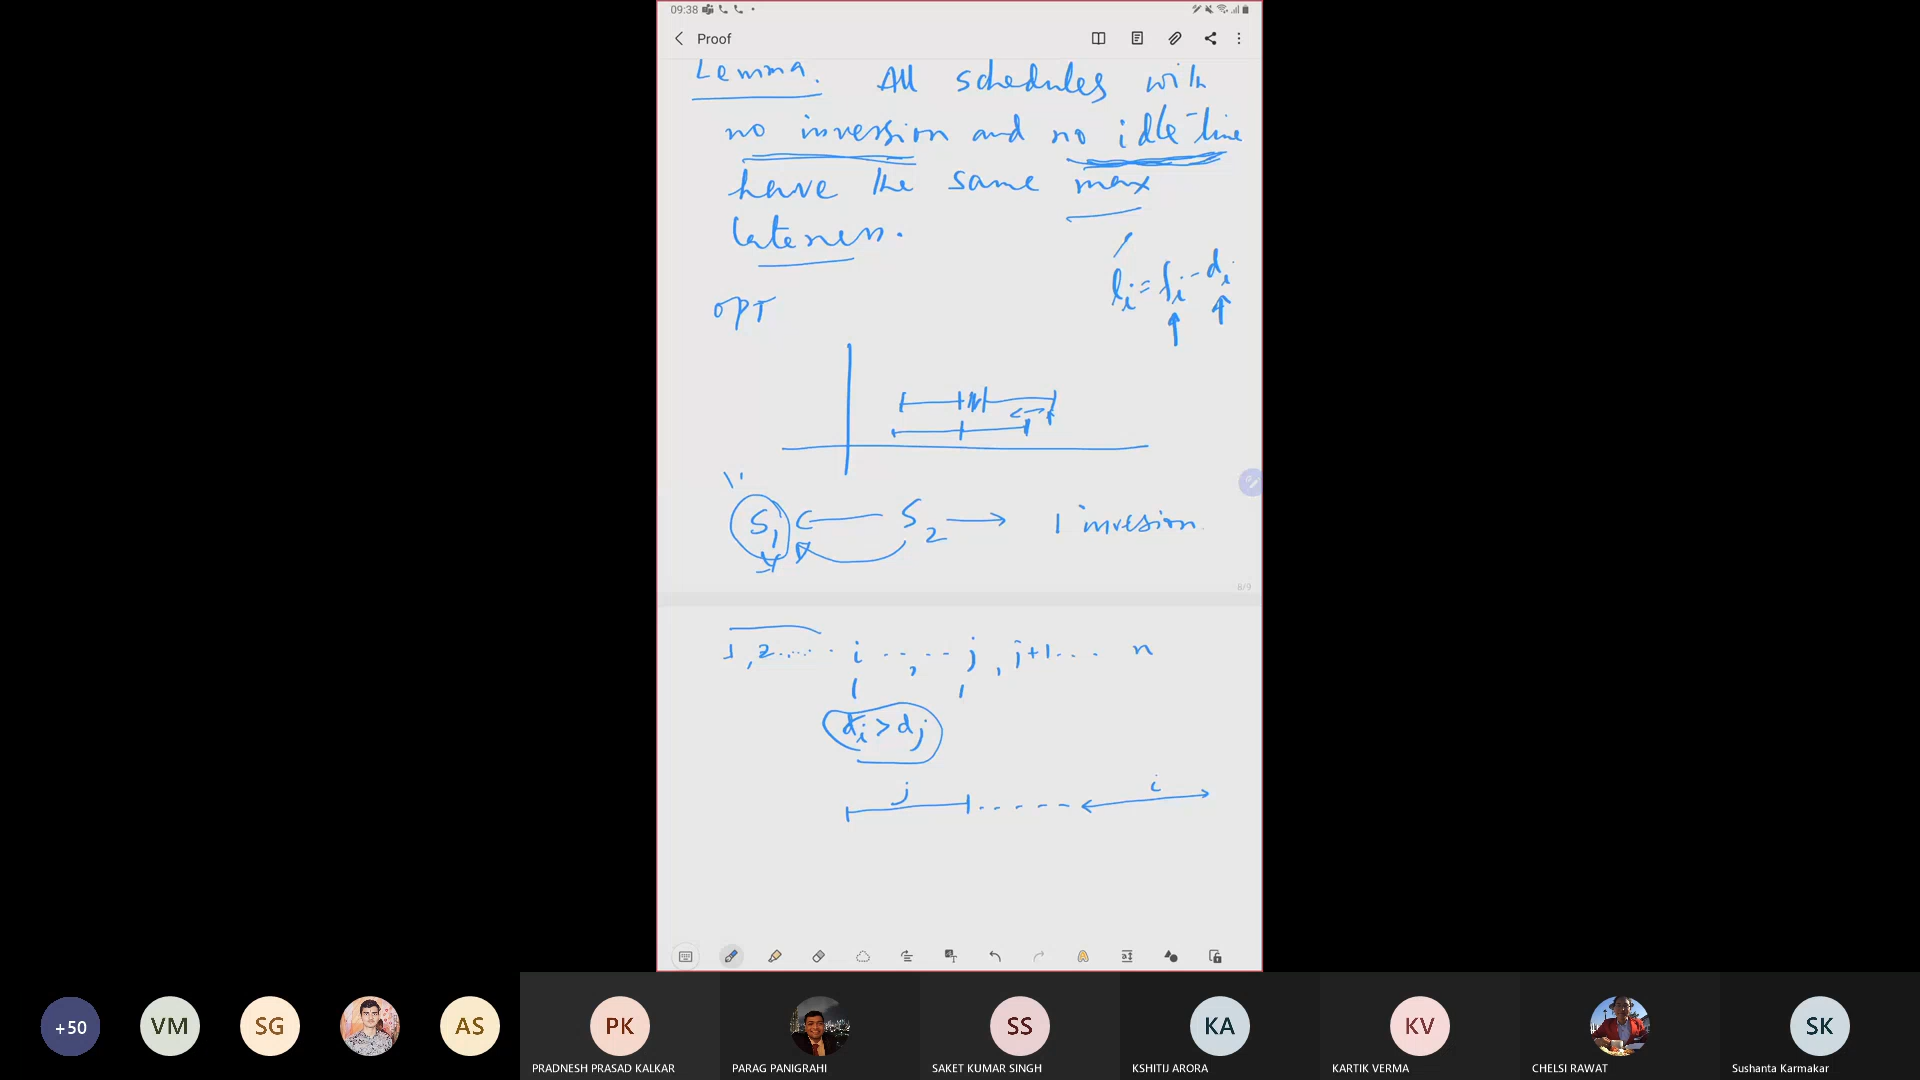 09:38
Proof
Lemma. All schedules with
no inversion and no idle-time
have the same max
lateness.
li = fi - di
OPT
S1 S2 1 inversion.
6/9
1, 2..... i ..,.. j, j+1... n
di > dj
j i
+50 VM SG AS PK SS KA KV SK
PRADNESH PRASAD KALKAR PARAG PANIGRAHI SAKET KUMAR SINGH KSHITIJ ARORA KARTIK VERMA CHELSI RAWAT Sushanta Karmakar